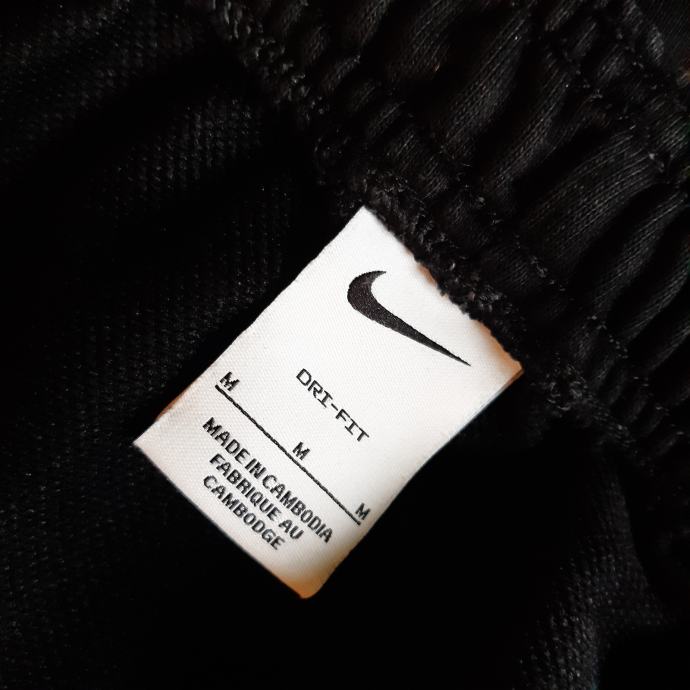 DRI-FIT
M M M
MADE IN CAMBODIA
FABRIQUE AU
CAMBODGE